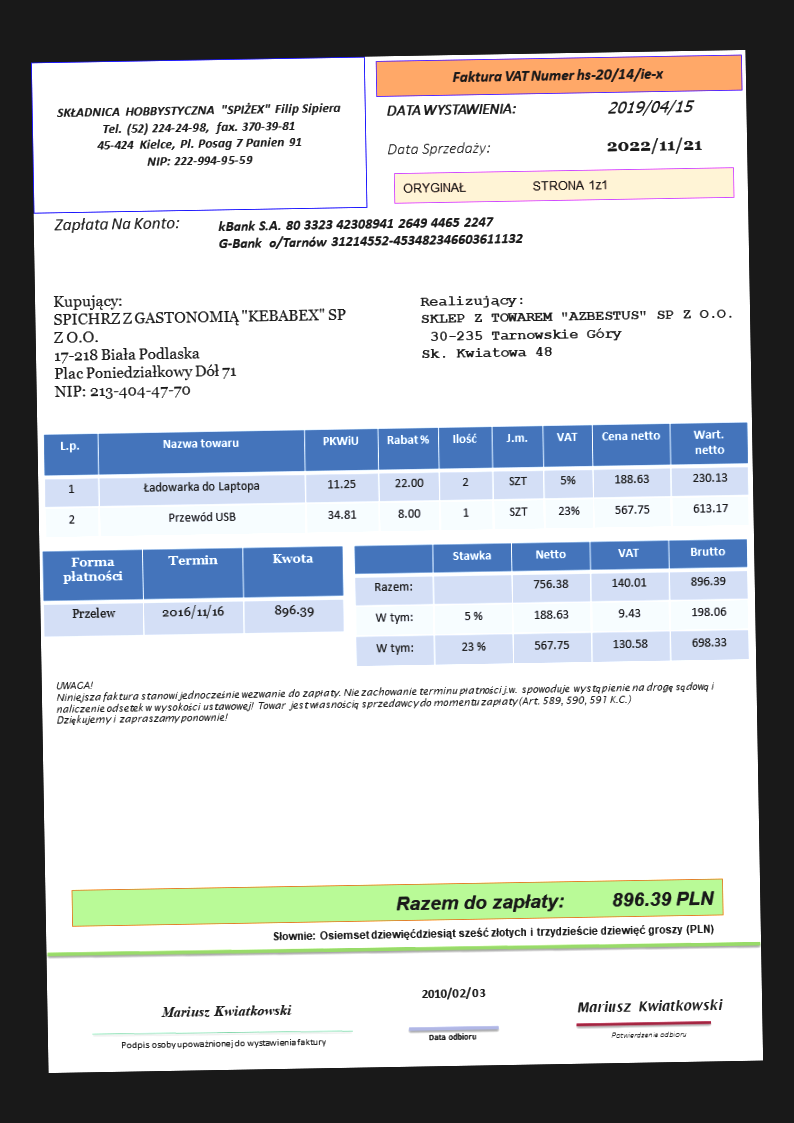 Faktura VAT Numer hs-20/14/ie-x
SKŁADNICA HOBBYSTYCZNA "SPIŻEX" Filip Sipiera
Tel. (52) 224-24-98, fax. 370-39-81
45-424 Kielce, Pl. Posag 7 Panien 91
NIP: 222-994-95-59
DATA WYSTAWIENIA: 2019/04/15
Data Sprzedaży: 2022/11/21
ORYGINAŁ STRONA 1z1
Zapłata Na Konto: kBank S.A. 80 3323 42308941 2649 4465 2247
G-Bank o/Tarnów 31214552-453482346603611132
Kupujący:
SPICHRZ Z GASTONOMIĄ "KEBABEX" SP
Z O.O.
17-218 Biała Podlaska
Plac Poniedziałkowy Dół 71
NIP: 213-404-47-70
Realizujący:
SKLEP Z TOWAREM "AZBESTUS" SP Z O.O.
30-235 Tarnowskie Góry
Sk. Kwiatowa 48
L.p. Nazwa towaru PKWiU Rabat % Ilość J.m. VAT Cena netto Wart. netto
1 Ładowarka do Laptopa 11.25 22.00 2 SZT 5% 188.63 230.13
2 Przewód USB 34.81 8.00 1 SZT 23% 567.75 613.17
Forma płatności Termin Kwota
Przelew 2016/11/16 896.39
Stawka Netto VAT Brutto
Razem: 756.38 140.01 896.39
W tym: 5 % 188.63 9.43 198.06
W tym: 23 % 567.75 130.58 698.33
UWAGA!
Niniejsza faktura stanowi jednocześnie wezwanie do zapłaty. Nie zachowanie terminu płatności j.w. spowoduje wystąpienie na drogę sądową i
naliczenie odsetek w wysokości ustawowej! Towar jest własnością sprzedawcy do momentu zapłaty (Art. 589, 590, 591 K.C.)
Dziękujemy i zapraszamy ponownie!
Razem do zapłaty: 896.39 PLN
Słownie: Osiemset dziewięćdziesiąt sześć złotych i trzydzieście dziewięć groszy (PLN)
Mariusz Kwiatkowski
Podpis osoby upoważnionej do wystawienia faktury
2010/02/03
Data odbioru
Mariusz Kwiatkowski
Potwierdzenie odbioru